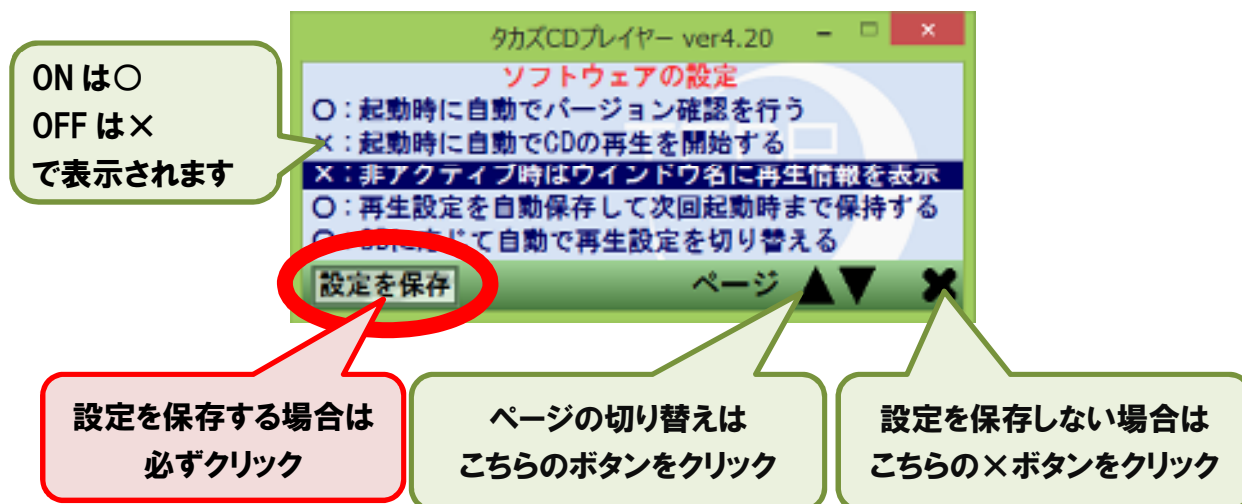 タカズCDプレイヤー ver4.20
ソフトウェアの設定
ON は○
OFF は×
で表示されます
○：起動時に自動でバージョン確認を行う
×：起動時に自動でCDの再生を開始する
×：非アクティブ時はウインドウ名に再生情報を表示
○：再生設定を自動保存して次回起動時まで保持する
じて自動で再生設定を切り替える
設定を保存
ページ ▲▼ ✖
設定を保存する場合は
必ずクリック
ページの切り替えは
こちらのボタンをクリック
設定を保存しない場合は
こちらの×ボタンをクリック